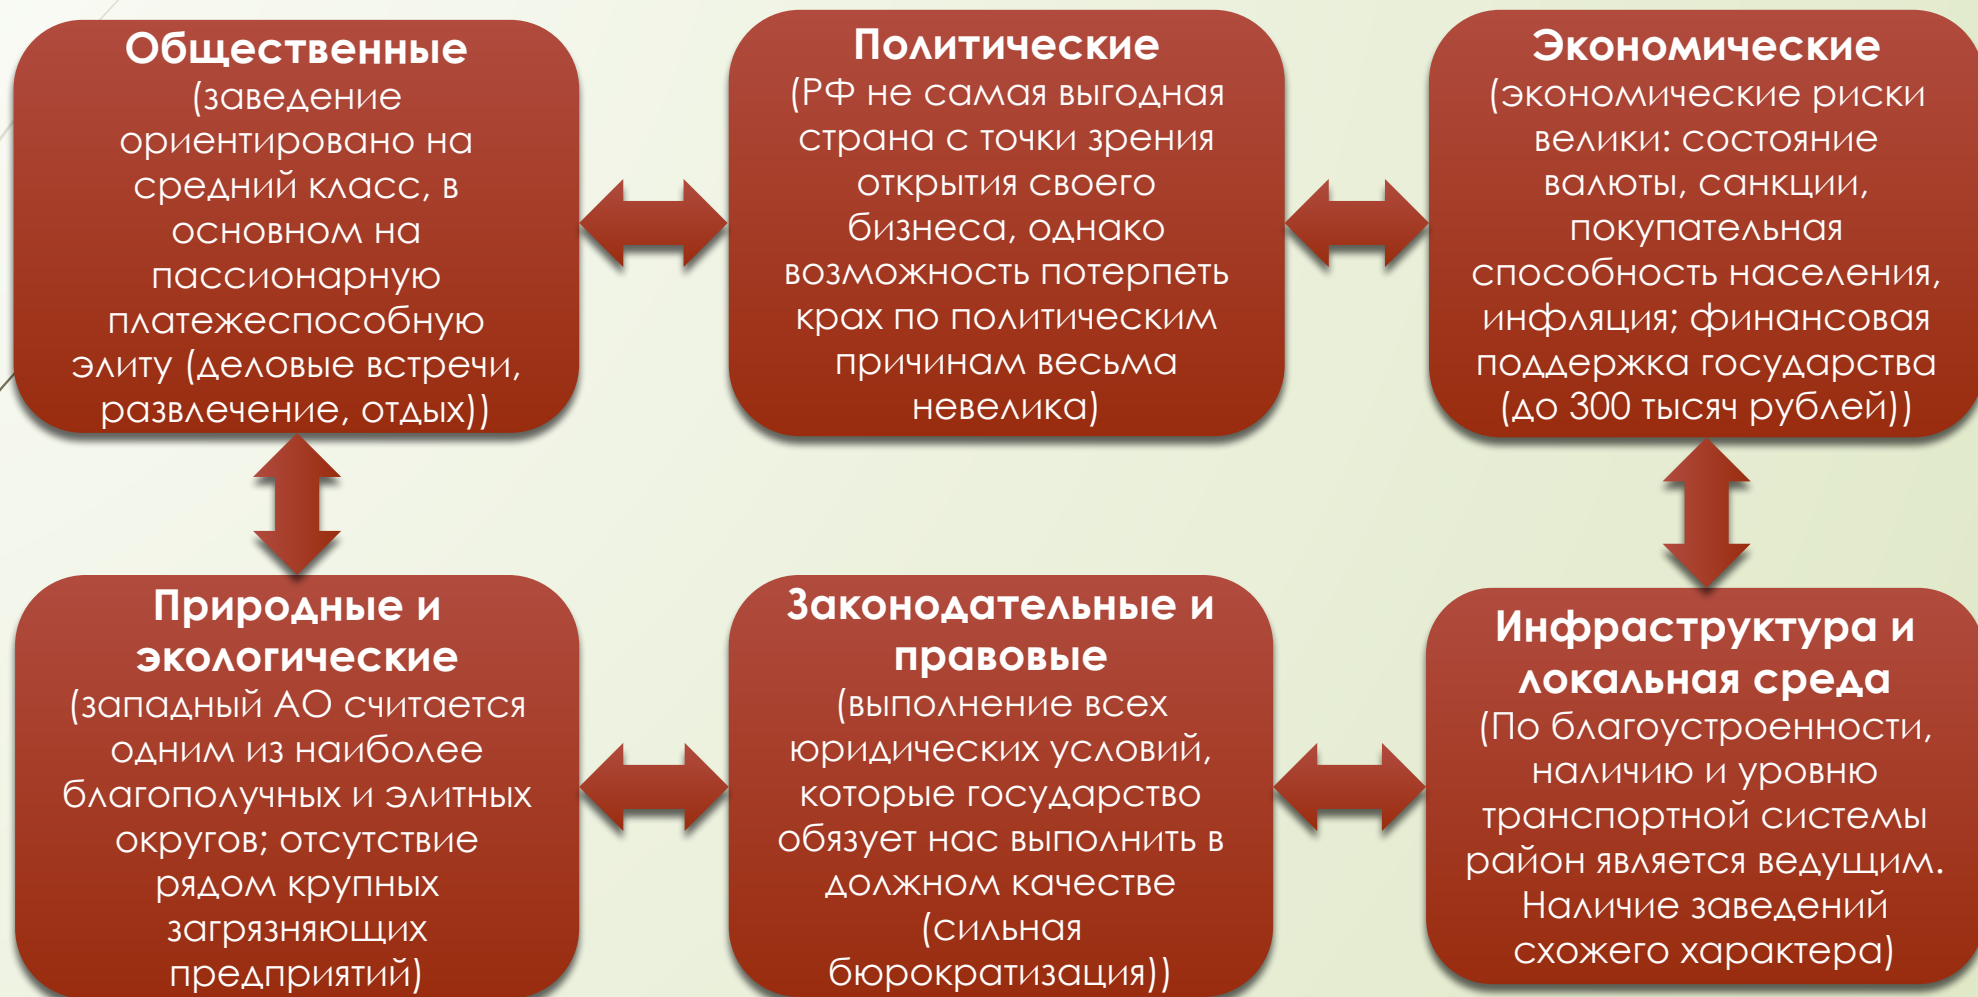 Общественные
(заведение
ориентировано на
средний класс, в
основном на
пассионарную
платежеспособную
элиту (деловые встречи,
развлечение, отдых))
Политические
(РФ не самая выгодная
страна с точки зрения
открытия своего
бизнеса, однако
возможность потерпеть
крах по политическим
причинам весьма
невелика)
Экономические
(экономические риски
велики: состояние
валюты, санкции,
покупательная
способность населения,
инфляция; финансовая
поддержка государства
(до 300 тысяч рублей))
Природные и
экологические
(западный АО считается
одним из наиболее
благополучных и элитных
округов; отсутствие
рядом крупных
загрязняющих
предприятий)
Законодательные и
правовые
(выполнение всех
юридических условий,
которые государство
обязует нас выполнить в
должном качестве
(сильная
бюрократизация))
Инфраструктура и
локальная среда
(По благоустроенности,
наличию и уровню
транспортной системы
район является ведущим.
Наличие заведений
схожего характера)